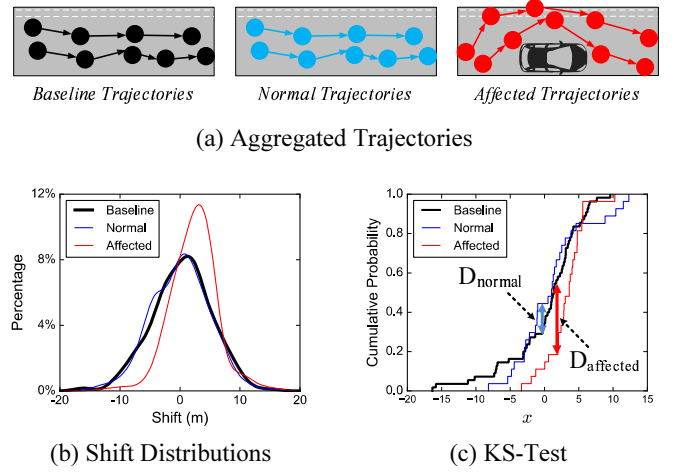 Baseline Trajectories Normal Trajectories Affected Trrajectories
(a) Aggregated Trajectories
12%
8%
4%
0%
Percentage
Baseline
Normal
Affected
-20 -10 0 10 20
Shift (m)
(b) Shift Distributions
1.0
0.8
0.6
0.4
0.2
0.0
Cumulative Probability
Baseline
Normal
Affected
Dnormal
Daffected
-20 -15 -10 -5 0 5 10 15
x
(c) KS-Test